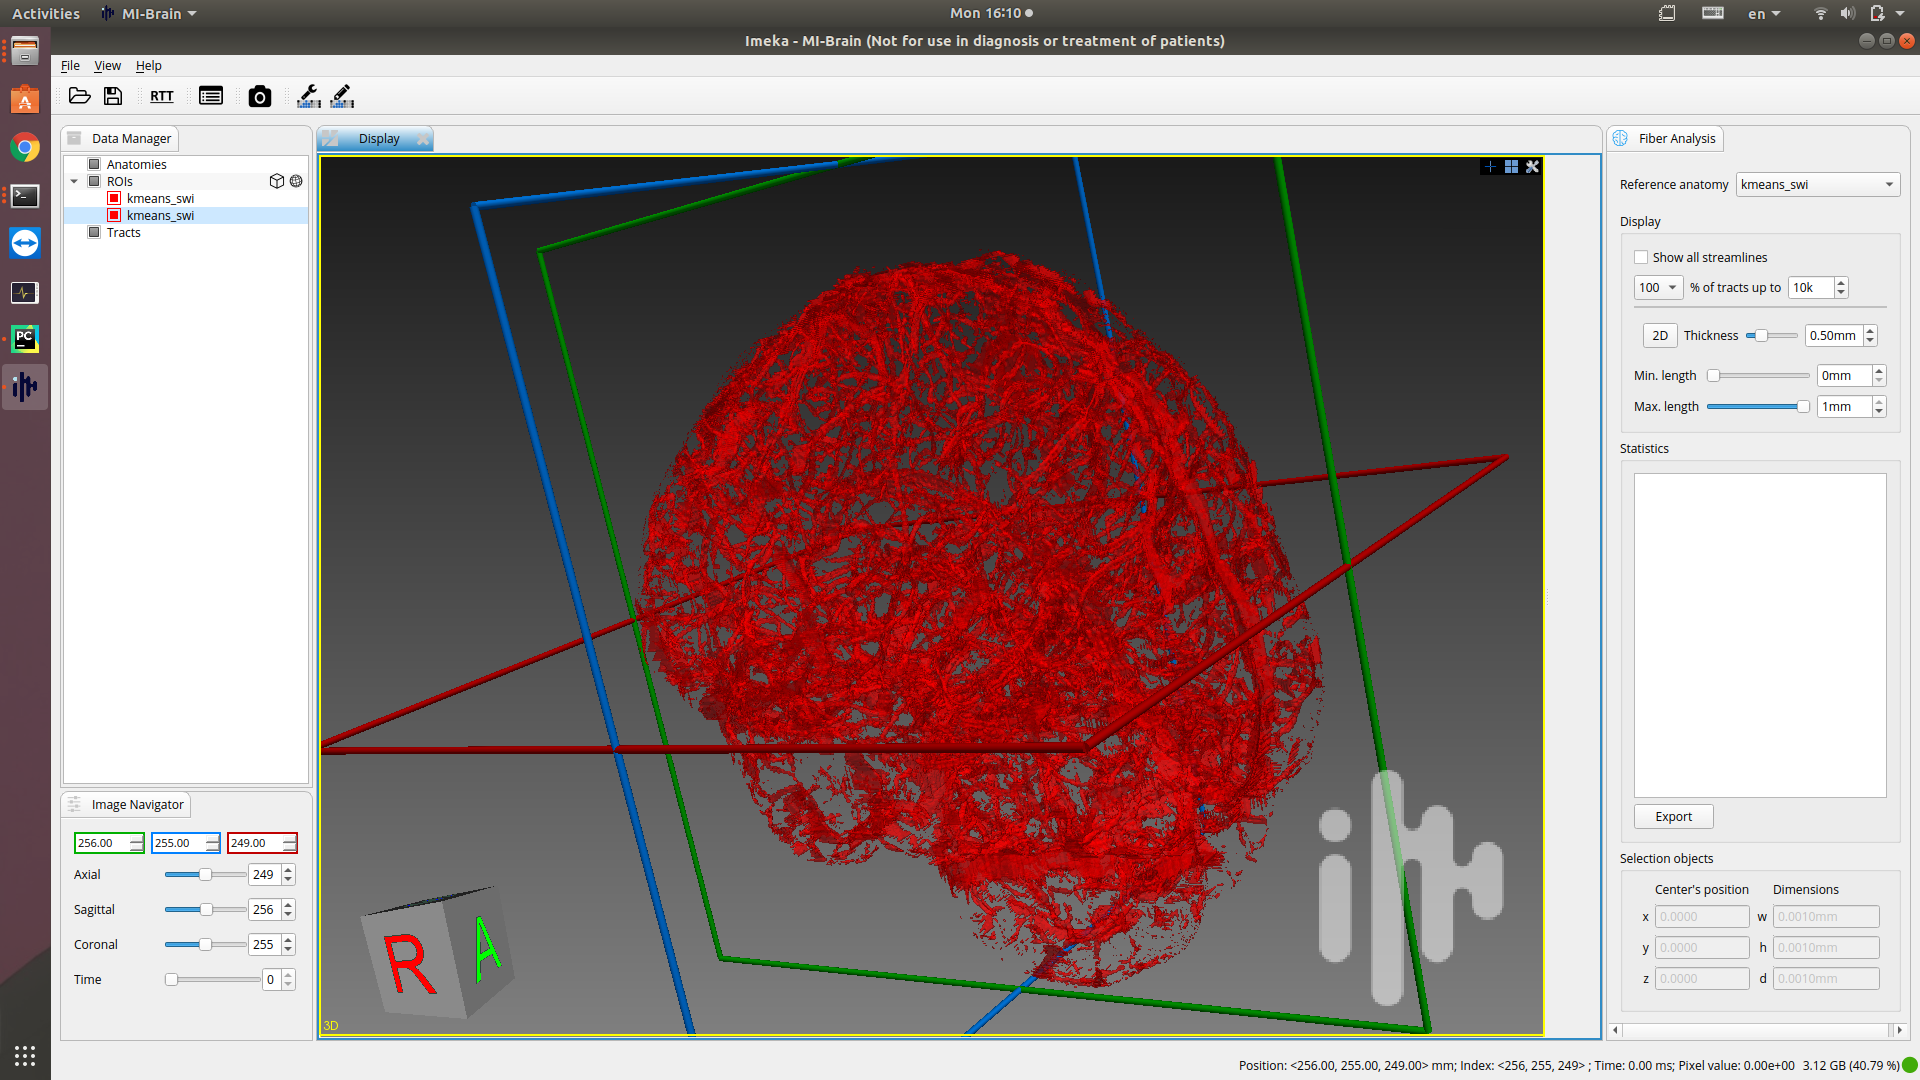 Activities MI-Brain Mon 16:10 en
Imeka - MI-Brain (Not for use in diagnosis or treatment of patients)
File View Help
RTT
Data Manager
Anatomies
ROIs
kmeans_swi
kmeans_swi
Tracts
Display
3D
R A
Image Navigator
256.00 255.00 249.00
Axial 249
Sagittal 256
Coronal 255
Time 0
Fiber Analysis
Reference anatomy kmeans_swi
Display
Show all streamlines
100 % of tracts up to 10k
2D Thickness 0.50mm
Min. length 0mm
Max. length 1mm
Statistics
Export
Selection objects
Center's position Dimensions
x 0.0000 w 0.0010mm
y 0.0000 h 0.0010mm
z 0.0000 d 0.0010mm
Position: <256.00, 255.00, 249.00> mm; Index: <256, 255, 249> ; Time: 0.00 ms; Pixel value: 0.00e+00 3.12 GB (40.79 %)
PC